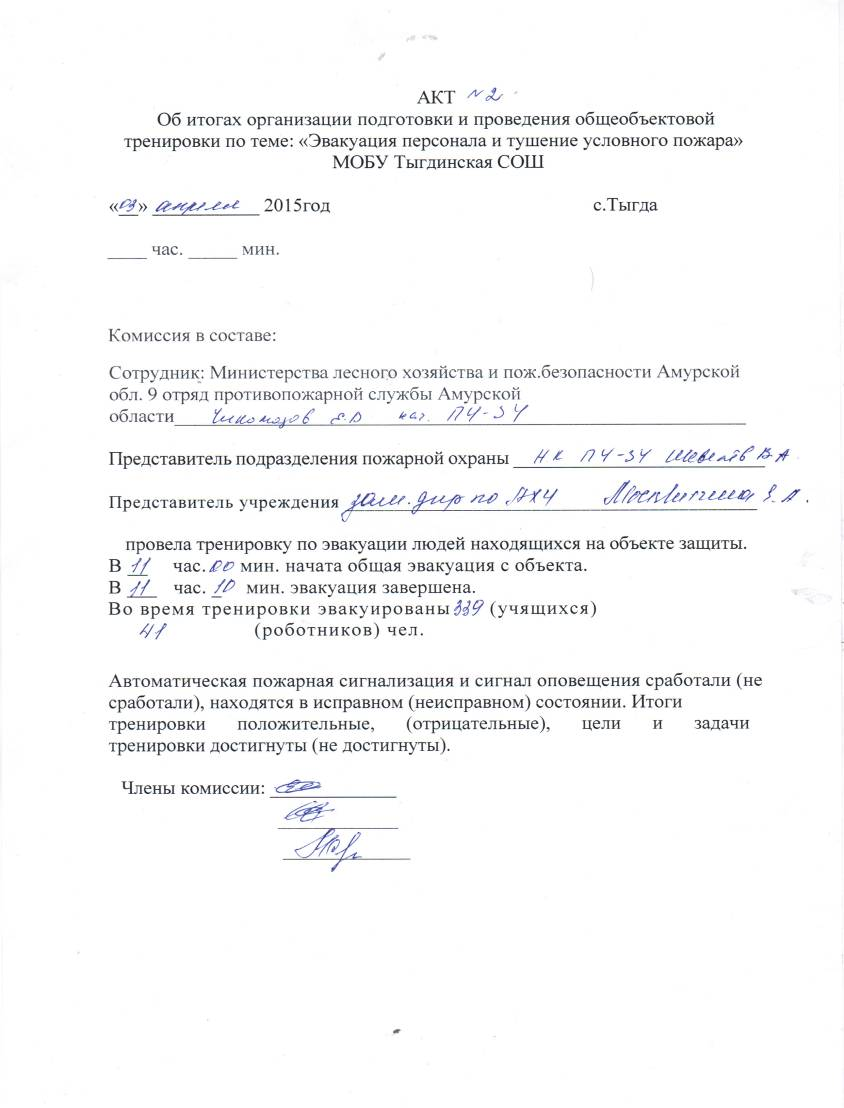 АКТ №2
Об итогах организации подготовки и проведения общеобъектовой
тренировки по теме: «Эвакуация персонала и тушение условного пожара»
МОБУ Тыгдинская СОШ
«03» апреля 2015год с.Тыгда
____ час. _____ мин.
Комиссия в составе:
Сотрудник: Министерства лесного хозяйства и пож.безопасности Амурской
обл. 9 отряд противопожарной службы Амурской
области Чикомазов Е.В нач. ПЧ-34
Представитель подразделения пожарной охраны НК ПЧ-34 Шевелёв В А
Представитель учреждения зам. дир по АХЧ
провела тренировку по эвакуации людей находящихся на объекте защиты.
В 11 час. 00 мин. начата общая эвакуация с объекта.
В 11 час. 10 мин. эвакуация завершена.
Во время тренировки эвакуированы 339 (учящихся)
41 (роботников) чел.
Автоматическая пожарная сигнализация и сигнал оповещения сработали (не
сработали), находятся в исправном (неисправном) состоянии. Итоги
тренировки положительные, (отрицательные), цели и задачи
тренировки достигнуты (не достигнуты).
Члены комиссии: